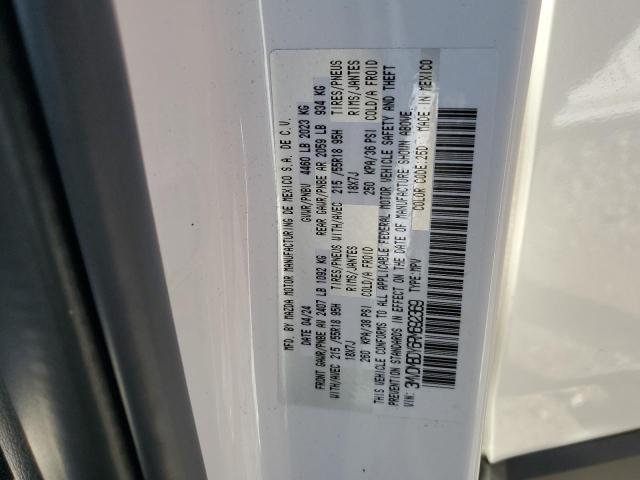 MFD. BY MAZDA MOTOR MANUFACTURING DE MEXICO S.A. DE C.V.
DATE 04/24 GVWR/PNBV 4460 LB 2023 KG
FRONT GAWR/PNBE AV 2407 LB 1092 KG REAR GAWR/PNBE AR 2059 LB 934 KG
WITH/AVEC 215 /55R18 95H TIRES/PNEUS WITH/AVEC 215 /55R18 95H TIRES/PNEUS
18X7J RIMS/JANTES 18X7J RIMS/JANTES
260 KPA/38 PSI COLD/A FROID 250 KPA/36 PSI COLD/A FROID
THIS VEHICLE CONFORMS TO ALL APPLICABLE FEDERAL MOTOR VEHICLE SAFETY AND THEFT
PREVENTION STANDARDS IN EFFECT ON THE DATE OF MANUFACTURE SHOWN ABOVE
VIN: TYPE:MPV COLOR CODE:25D MADE IN MEXICO